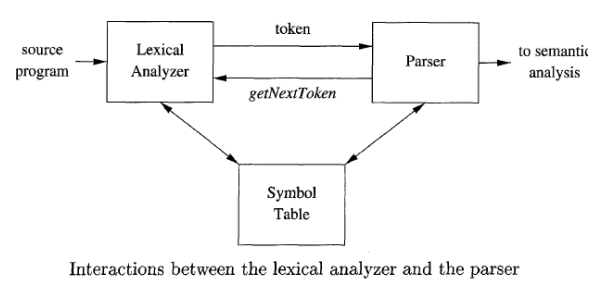 token
source
program
Lexical
Analyzer
Parser
to semantic
analysis
getNextToken
Symbol
Table
Interactions between the lexical analyzer and the parser